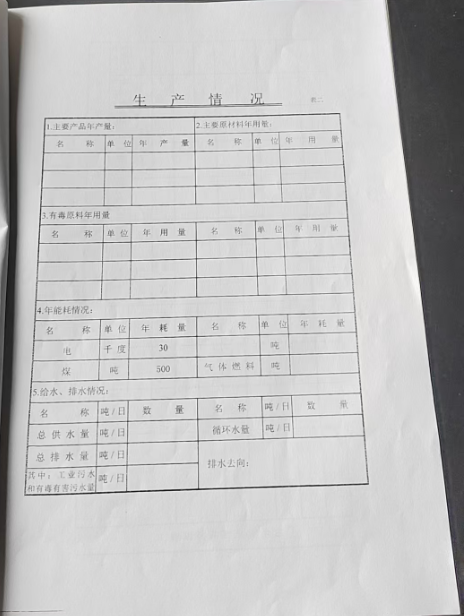 生 产 情 况
表二
1.主要产品年产量: 2.主要原材料年用量:
名 称 单 位 年 产 量 名 称 单 位 年 用 量
3.有毒原料年用量
名 称 单 位 年 用 量 名 称 单 位 年 用 量
4.年能耗情况:
名 称 单 位 年 耗 量 名 称 单 位 年 耗 量
电 千 度 30 吨
煤 吨 500 气 体 燃 料 吨
5.给水、排水情况:
名 称 吨 / 日 数 量 名 称 吨 / 日 数 量
总 供 水 量 吨 / 日 循环水量 吨 / 日
总 排 水 量 吨 / 日 排水去向:
其中: 工业污水
和有毒有害污水量 吨 / 日